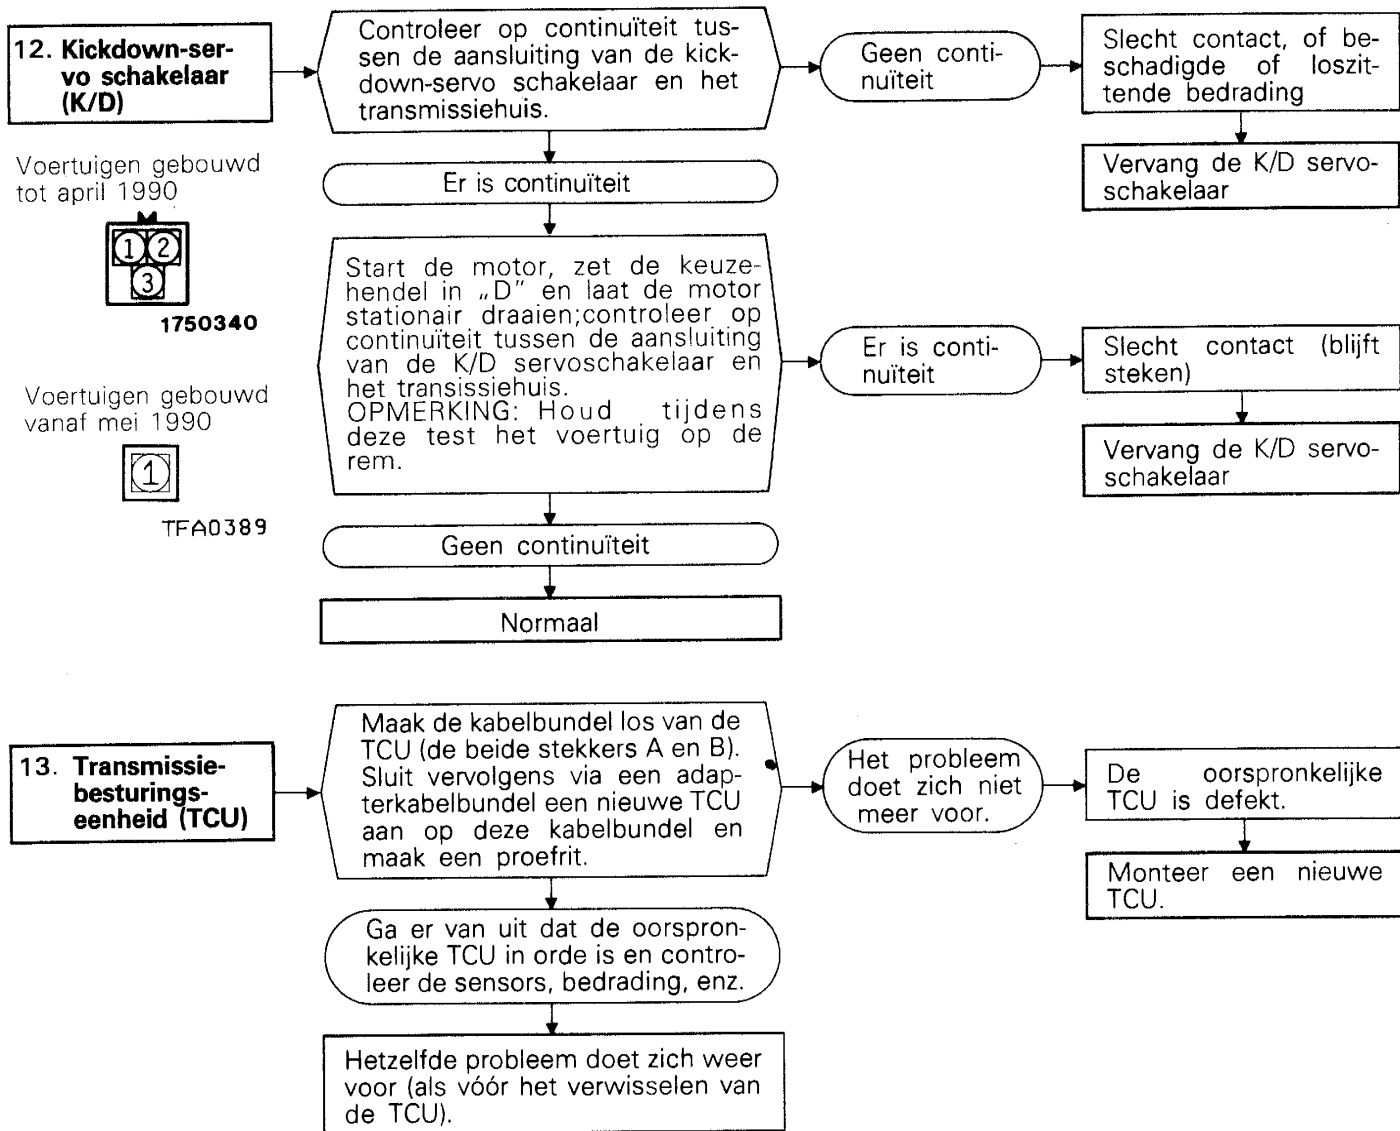 12. Kickdown-ser-
vo schakelaar
(K/D)
Controleer op continuïteit tus-
sen de aansluiting van de kick-
down-servo schakelaar en het
transmissiehuis.
Geen conti-
nuïteit
Slecht contact, of be-
schadigde of loszit-
tende bedrading
Vervang de K/D servo-
schakelaar
Voertuigen gebouwd
tot april 1990
1 2
3
1750340
Er is continuïteit
Start de motor, zet de keuze-
hendel in „D" en laat de motor
stationair draaien;controleer op
continuïteit tussen de aansluiting
van de K/D servoschakelaar en
het transissiehuis.
OPMERKING: Houd tijdens
deze test het voertuig op de
rem.
Er is conti-
nuïteit
Slecht contact (blijft
steken)
Vervang de K/D servo-
schakelaar
Voertuigen gebouwd
vanaf mei 1990
1
TFA0389
Geen continuïteit
Normaal
13. Transmissie-
besturings-
eenheid (TCU)
Maak de kabelbundel los van de
TCU (de beide stekkers A en B).
Sluit vervolgens via een adap-
terkabelbundel een nieuwe TCU
aan op deze kabelbundel en
maak een proefrit.
Het probleem
doet zich niet
meer voor.
De oorspronkelijke
TCU is defekt.
Monteer een nieuwe
TCU.
Ga er van uit dat de oorspron-
kelijke TCU in orde is en contro-
leer de sensors, bedrading, enz.
Hetzelfde probleem doet zich weer
voor (als vóór het verwisselen van
de TCU).